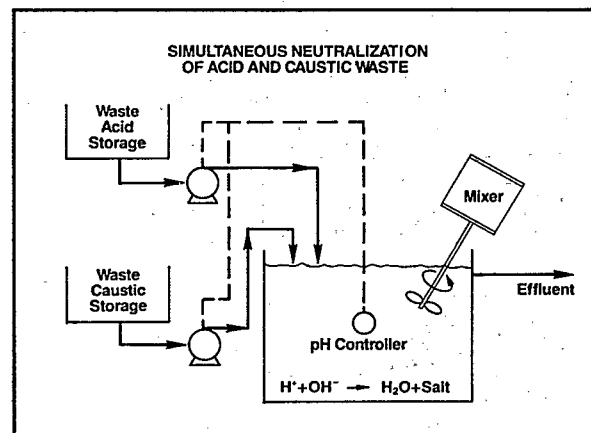 SIMULTANEOUS NEUTRALIZATION
OF ACID AND CAUSTIC WASTE
Waste
Acid
Storage
Mixer
Waste
Caustic
Storage
Effluent
pH Controller
H⁺+OH⁻ → H₂O+Salt